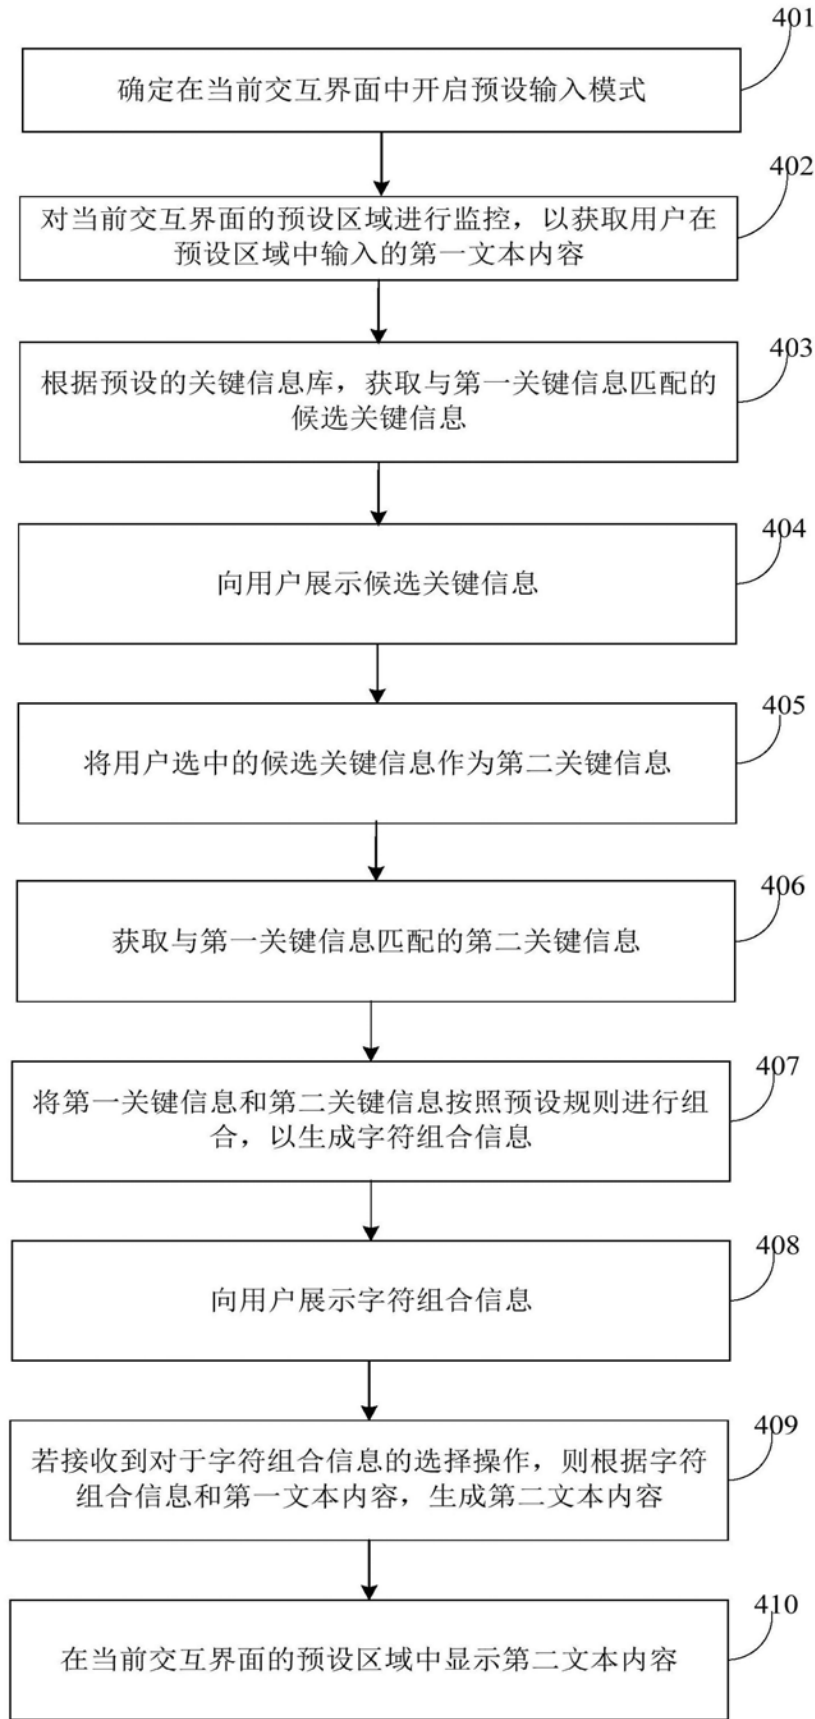 401
确定在当前交互界面中开启预设输入模式
402
对当前交互界面的预设区域进行监控，以获取用户在
预设区域中输入的第一文本内容
403
根据预设的关键信息库，获取与第一关键信息匹配的
候选关键信息
404
向用户展示候选关键信息
405
将用户选中的候选关键信息作为第二关键信息
406
获取与第一关键信息匹配的第二关键信息
407
将第一关键信息和第二关键信息按照预设规则进行组
合，以生成字符组合信息
408
向用户展示字符组合信息
409
若接收到对于字符组合信息的选择操作，则根据字符
组合信息和第一文本内容，生成第二文本内容
410
在当前交互界面的预设区域中显示第二文本内容